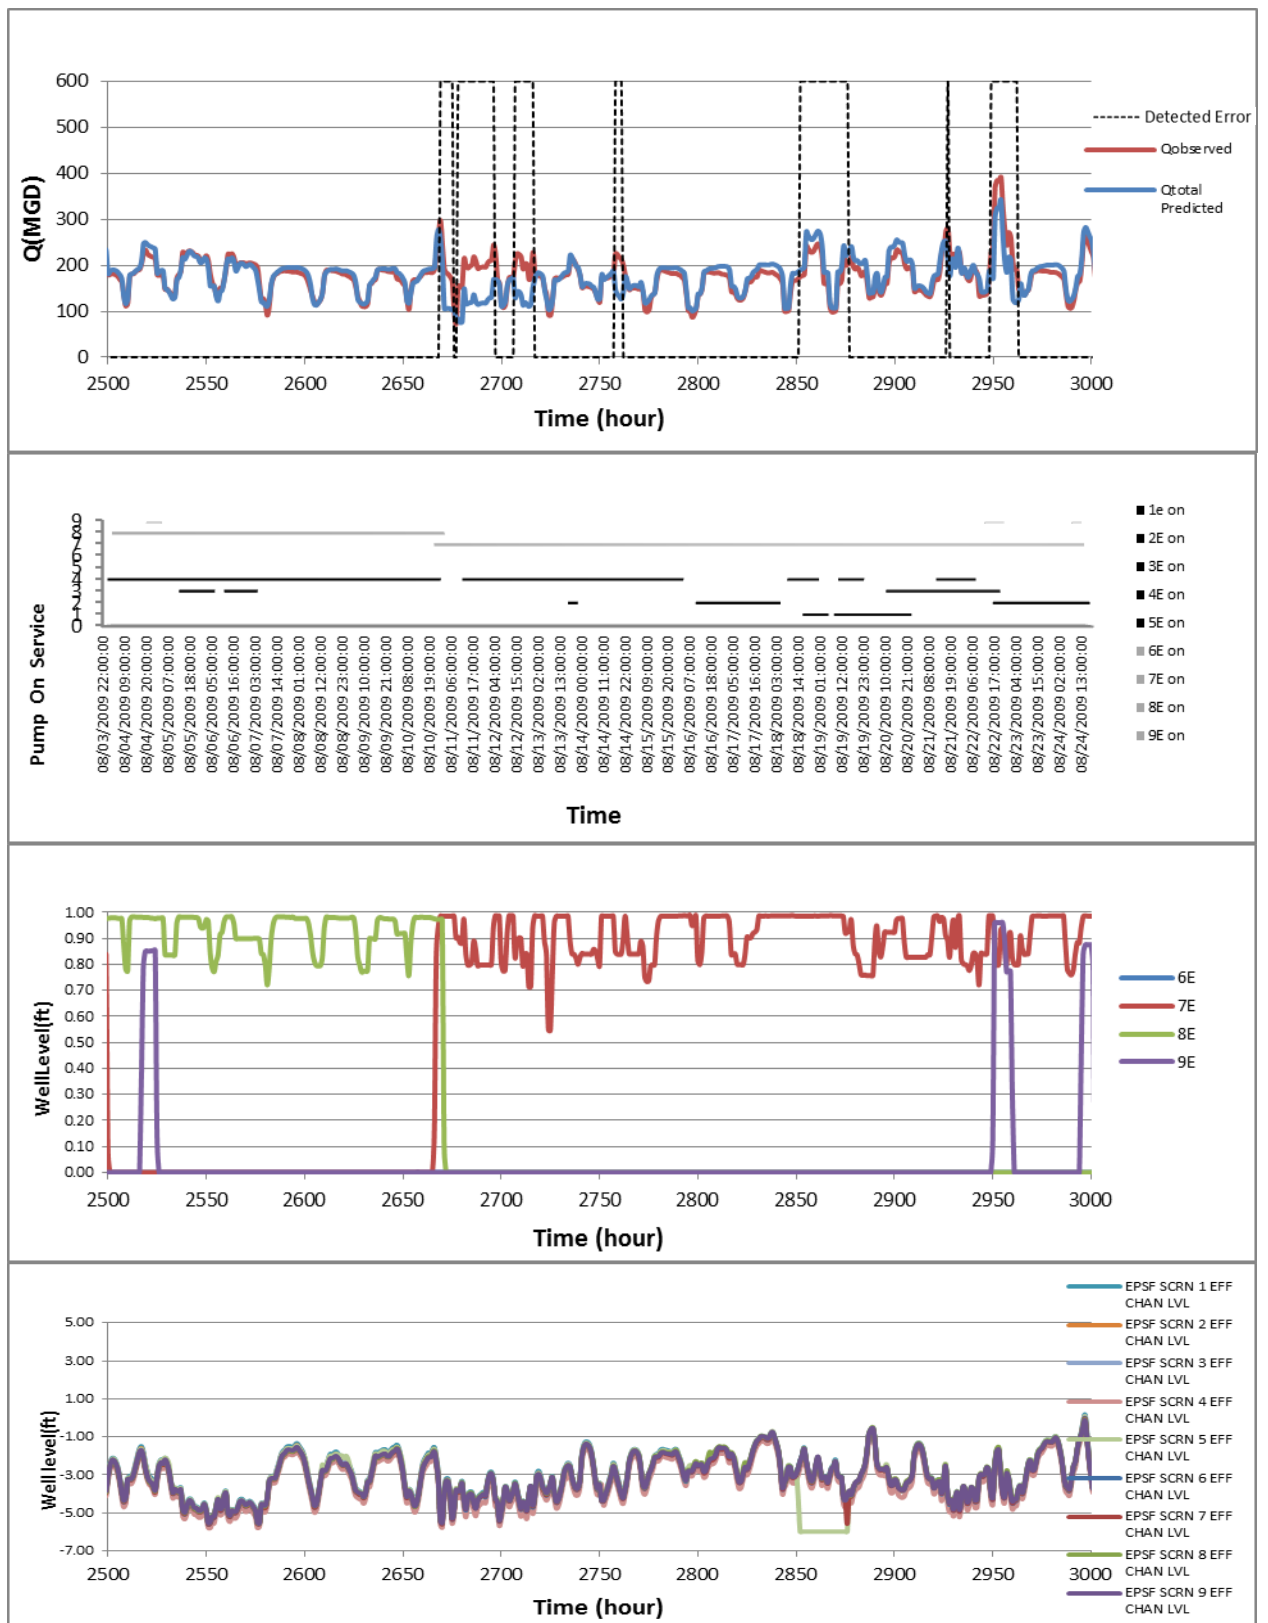 600
500
400
300
200
100
0
Q(MGD)
2500 2550 2600 2650 2700 2750 2800 2850 2900 2950 3000
Time (hour)
Detected Error
Qobserved
Qtotal
Predicted
9
8
7
6
5
4
3
2
1
0
Pump On Service
08/03/2009 22:00:00
08/04/2009 09:00:00
08/04/2009 20:00:00
08/05/2009 07:00:00
08/05/2009 18:00:00
08/06/2009 05:00:00
08/06/2009 16:00:00
08/07/2009 03:00:00
08/08/2009 01:00:00
08/08/2009 12:00:00
08/08/2009 23:00:00
08/09/2009 10:00:00
08/09/2009 21:00:00
08/10/2009 08:00:00
08/10/2009 19:00:00
08/11/2009 06:00:00
08/11/2009 17:00:00
08/12/2009 04:00:00
08/12/2009 15:00:00
08/13/2009 02:00:00
08/13/2009 13:00:00
08/14/2009 00:00:00
08/14/2009 11:00:00
08/15/2009 09:00:00
08/15/2009 20:00:00
08/16/2009 07:00:00
08/16/2009 18:00:00
08/17/2009 05:00:00
08/17/2009 16:00:00
08/18/2009 03:00:00
08/18/2009 14:00:00
08/19/2009 01:00:00
08/19/2009 12:00:00
08/19/2009 23:00:00
08/20/2009 10:00:00
08/20/2009 21:00:00
08/21/2009 08:00:00
08/21/2009 19:00:00
08/22/2009 06:00:00
08/22/2009 17:00:00
08/23/2009 04:00:00
08/23/2009 15:00:00
08/24/2009 02:00:00
08/24/2009 13:00:00
Time
1e on
2E on
3E on
4E on
5E on
6E on
7E on
8E on
9E on
1.00
0.90
0.80
0.70
0.60
0.50
0.40
0.30
0.20
0.10
0.00
WellLevel(ft)
2500 2550 2600 2650 2700 2750 2800 2850 2900 2950 3000
Time (hour)
6E
7E
8E
9E
5.00
3.00
1.00
-1.00
-3.00
-5.00
-7.00
Well level(ft)
2500 2550 2600 2650 2700 2750 2800 2850 2900 2950 3000
Time (hour)
EPSF SCRN 1 EFF
CHAN LVL
EPSF SCRN 2 EFF
CHAN LVL
EPSF SCRN 3 EFF
CHAN LVL
EPSF SCRN 4 EFF
CHAN LVL
EPSF SCRN 5 EFF
CHAN LVL
EPSF SCRN 6 EFF
CHAN LVL
EPSF SCRN 7 EFF
CHAN LVL
EPSF SCRN 8 EFF
CHAN LVL
EPSF SCRN 9 EFF
CHAN LVL